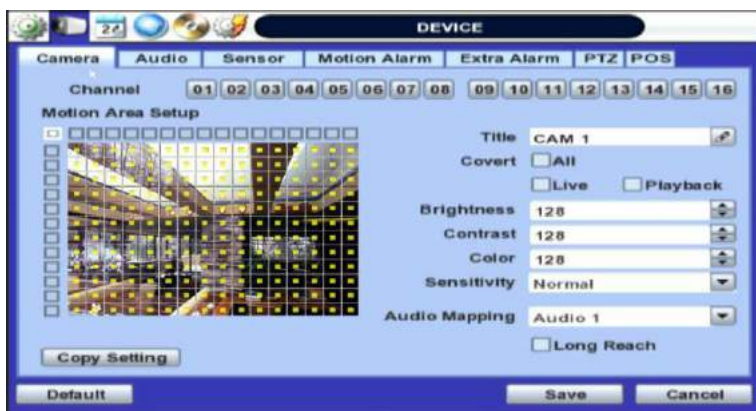 DEVICE
Camera Audio Sensor Motion Alarm Extra Alarm PTZ POS
Channel 01 02 03 04 05 06 07 08 09 10 11 12 13 14 15 16
Motion Area Setup
Title CAM 1
Covert All
Live Playback
Brightness 128
Contrast 128
Color 128
Sensitivity Normal
Audio Mapping Audio 1
Long Reach
Copy Setting
Default Save Cancel